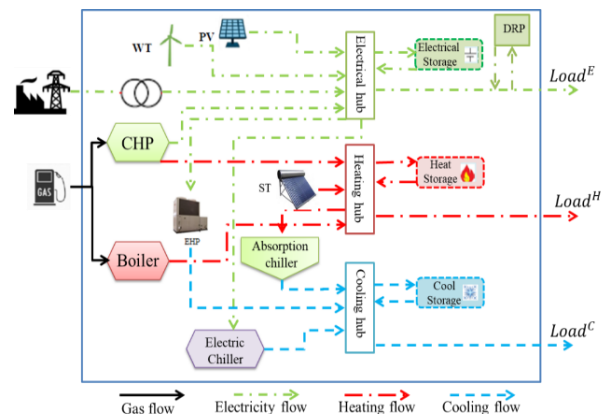 DRP
PV
WT
Electrical hub
Electrical
Storage
Load^E
CHP
GAS
Heating hub
Heat
Storage
ST
Load^H
EHP
Absorption
chiller
Boiler
Cooling hub
Cool
Storage
Load^C
Electric
Chiller
Gas flow
Electricity flow
Heating flow
Cooling flow